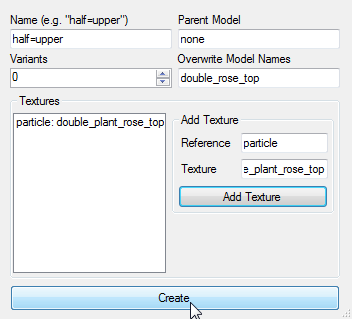 Name (e.g. "half=upper") Parent Model
half=upper none
Variants Overwrite Model Names
0 double_rose_top
Textures
particle: double_plant_rose_top
Add Texture
Reference particle
Texture e_plant_rose_top
Add Texture
Create